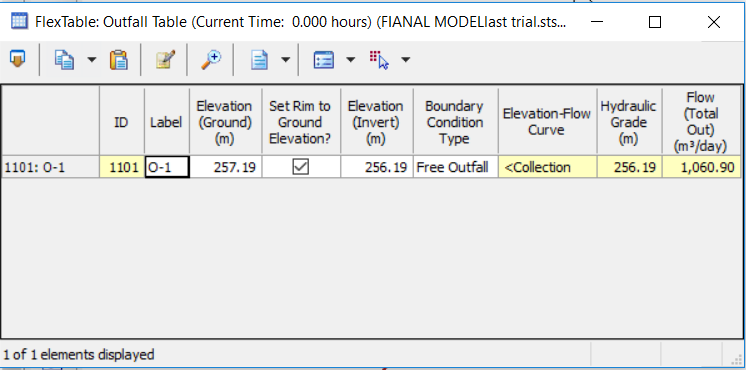 FlexTable: Outfall Table (Current Time: 0.000 hours) (FIANAL MODELlast trial.sts...
ID
Label
Elevation
(Ground)
(m)
Set Rim to
Ground
Elevation?
Elevation
(Invert)
(m)
Boundary
Condition
Type
Elevation-Flow
Curve
Hydraulic
Grade
(m)
Flow
(Total
Out)
(m³/day)
1101: O-1 1101 O-1 257.19 256.19 Free Outfall <Collection 256.19 1,060.90
1 of 1 elements displayed